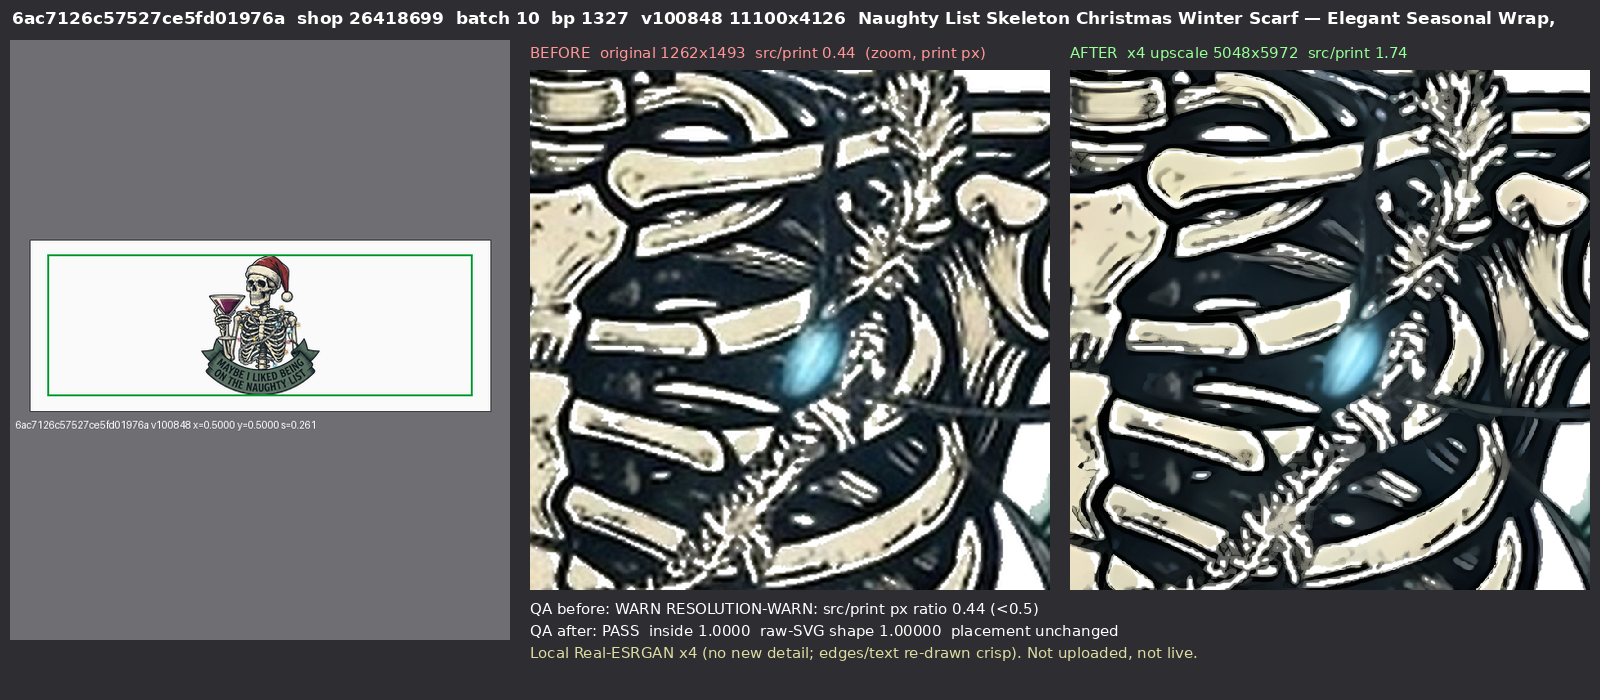 6ac7126c57527ce5fd01976a shop 26418699 batch 10 bp 1327 v100848 11100x4126 Naughty List Skeleton Christmas Winter Scarf — Elegant Seasonal Wrap,
BEFORE original 1262x1493 src/print 0.44 (zoom, print px)
AFTER x4 upscale 5048x5972 src/print 1.74
MAYBE I LIKED BEING
ON THE NAUGHTY LIST
6ac7126c57527ce5fd01976a v100848 x=0.5000 y=0.5000 s=0.261
QA before: WARN RESOLUTION-WARN: src/print px ratio 0.44 (<0.5)
QA after: PASS inside 1.0000 raw-SVG shape 1.00000 placement unchanged
Local Real-ESRGAN x4 (no new detail; edges/text re-drawn crisp). Not uploaded, not live.